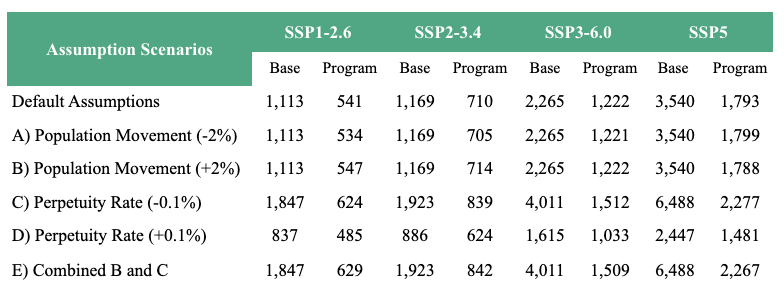 Assumption Scenarios SSP1-2.6 SSP2-3.4 SSP3-6.0 SSP5
Base Program Base Program Base Program Base Program
Default Assumptions 1,113 541 1,169 710 2,265 1,222 3,540 1,793
A) Population Movement (-2%) 1,113 534 1,169 705 2,265 1,221 3,540 1,799
B) Population Movement (+2%) 1,113 547 1,169 714 2,265 1,222 3,540 1,788
C) Perpetuity Rate (-0.1%) 1,847 624 1,923 839 4,011 1,512 6,488 2,277
D) Perpetuity Rate (+0.1%) 837 485 886 624 1,615 1,033 2,447 1,481
E) Combined B and C 1,847 629 1,923 842 4,011 1,509 6,488 2,267